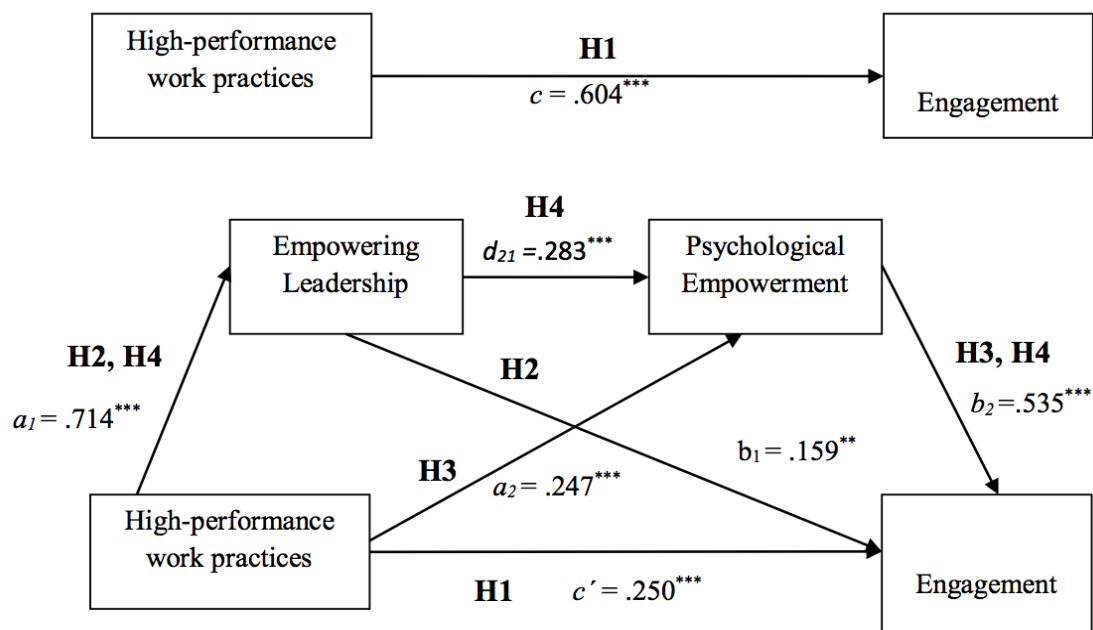 High-performance
work practices
H1
c = .604***
Engagement
H4
d21 =.283***
Empowering
Leadership
Psychological
Empowerment
H2, H4
a1 = .714***
H2
H3, H4
b2 =.535***
b1 = .159**
H3
a2 = .247***
High-performance
work practices
H1
c´ = .250***
Engagement